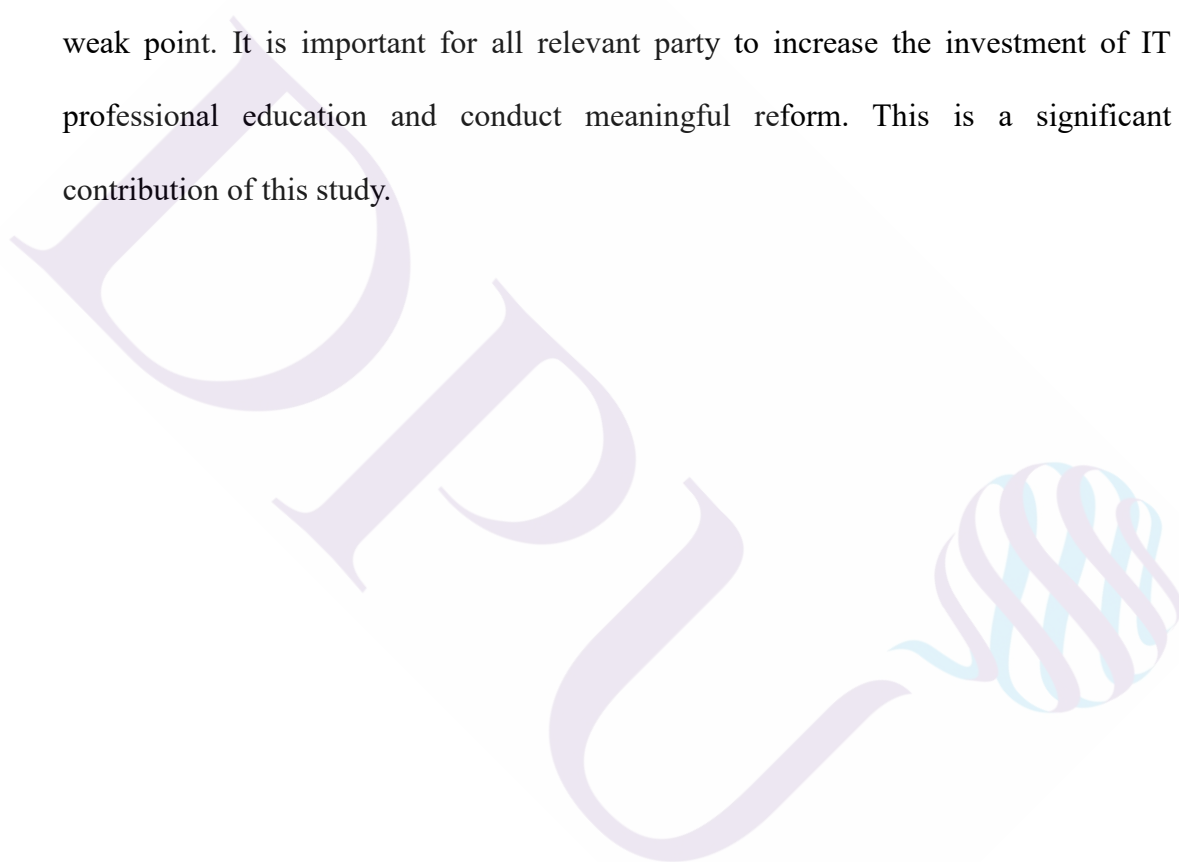 weak point. It is important for all relevant party to increase the investment of IT
professional education and conduct meaningful reform. This is a significant
contribution of this study.
DPU